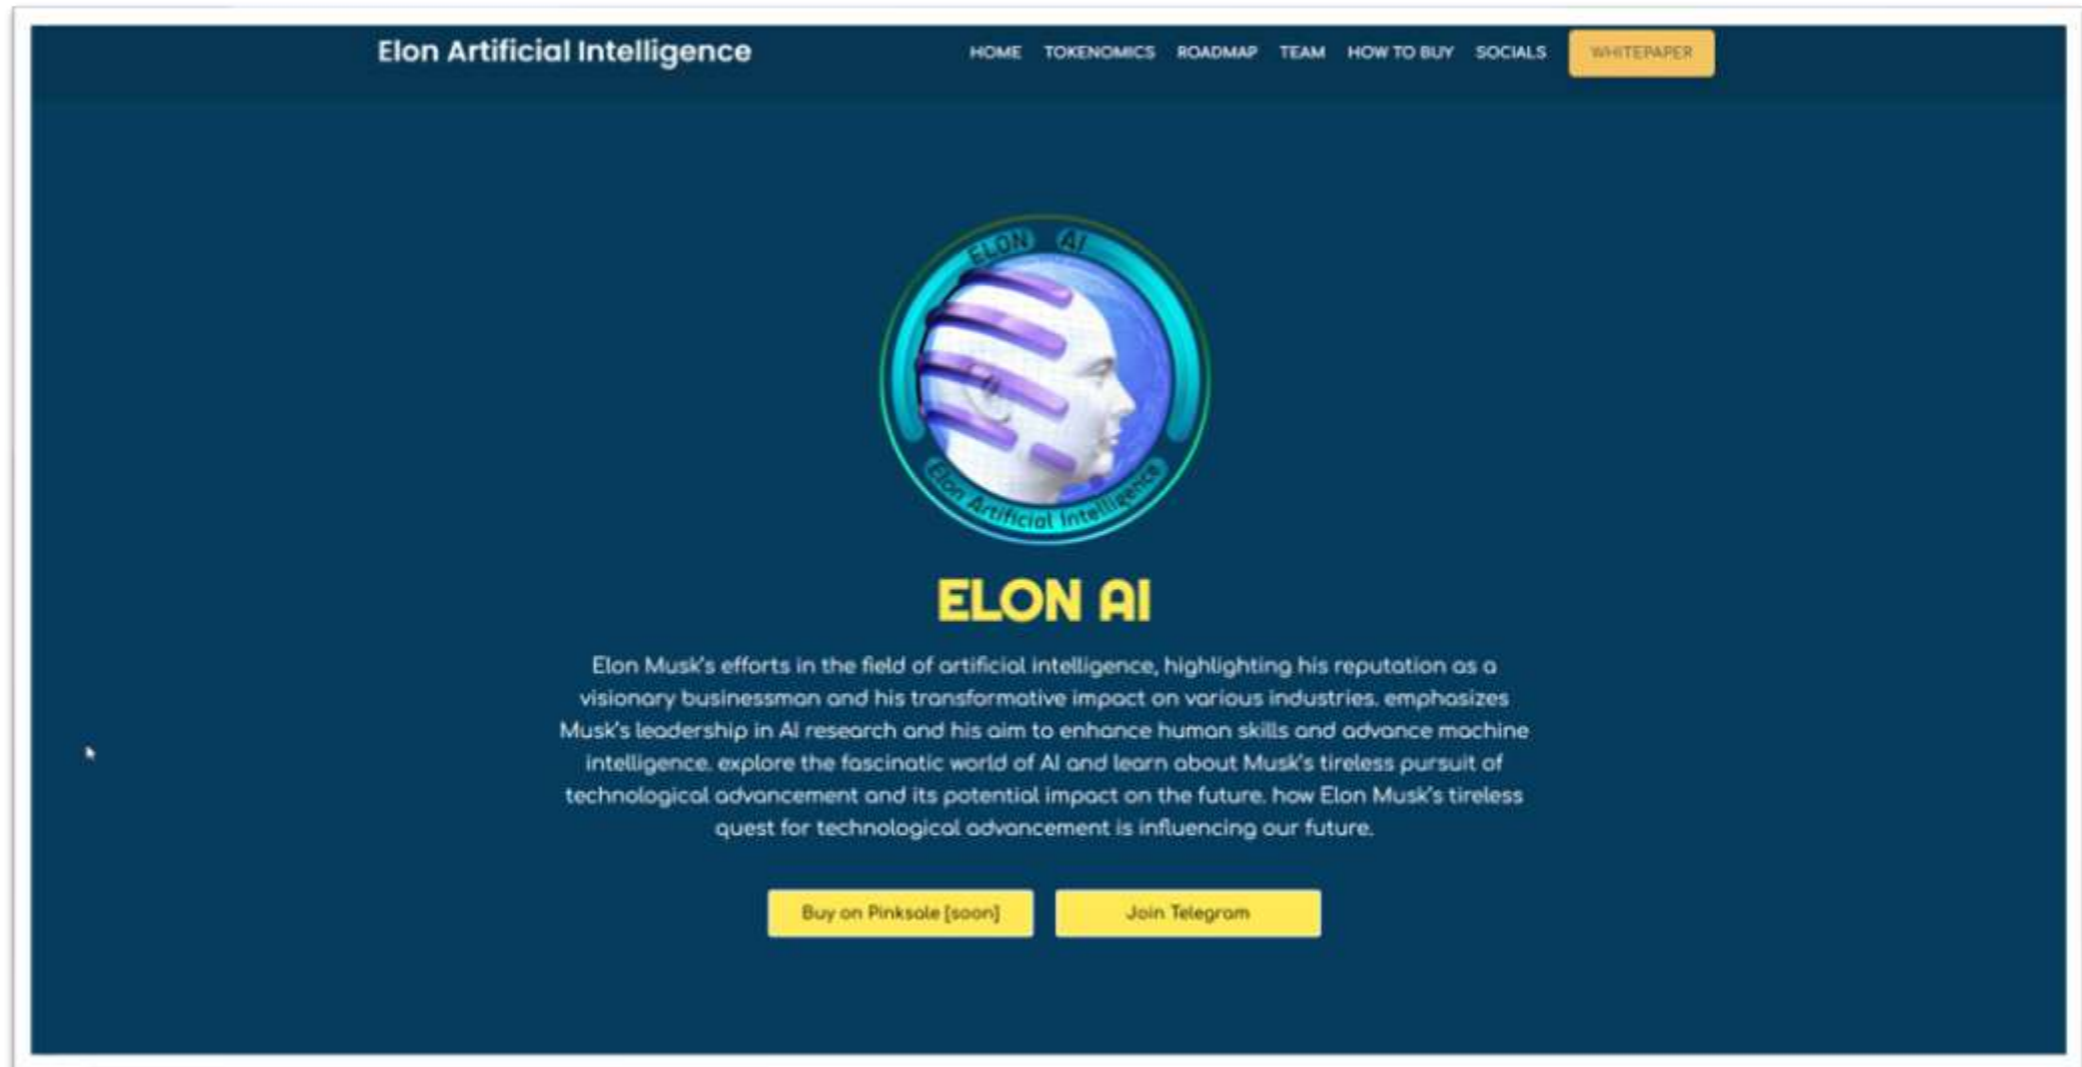 Elon Artificial Intelligence
HOME TOKENOMICS ROADMAP TEAM HOW TO BUY SOCIALS WHITEPAPER
ELON AI
Elon Artificial Intelligence
ELON AI
Elon Musk's efforts in the field of artificial intelligence, highlighting his reputation as a
visionary businessman and his transformative impact on various industries. emphasizes
Musk's leadership in AI research and his aim to enhance human skills and advance machine
intelligence. explore the fascinatic world of AI and learn about Musk's tireless pursuit of
technological advancement and its potential impact on the future. how Elon Musk's tireless
quest for technological advancement is influencing our future.
Buy on Pinksale [soon] Join Telegram